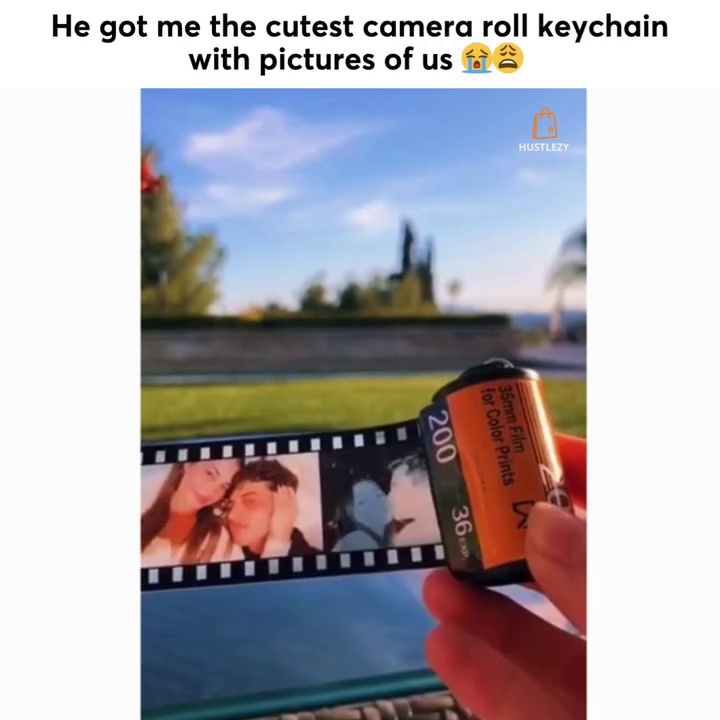 He got me the cutest camera roll keychain
with pictures of us 😭😩
HUSTLEZY
35mm Film
for Color Prints
200
36 EXP.